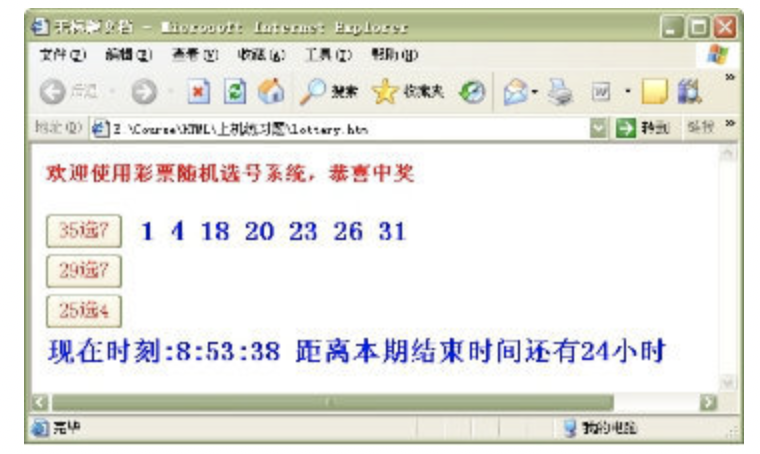 无标题文档 - Microsoft Internet Explorer
文件(F) 编辑(E) 查看(V) 收藏(A) 工具(T) 帮助(H)
后退 搜索 收藏夹
地址(D) \Course\HTML\上机练习题\lottery.htm 转到 链接 »
欢迎使用彩票随机选号系统，恭喜中奖
35选7 1 4 18 20 23 26 31
29选7
25选4
现在时刻:8:53:38 距离本期结束时间还有24小时
完毕 我的电脑